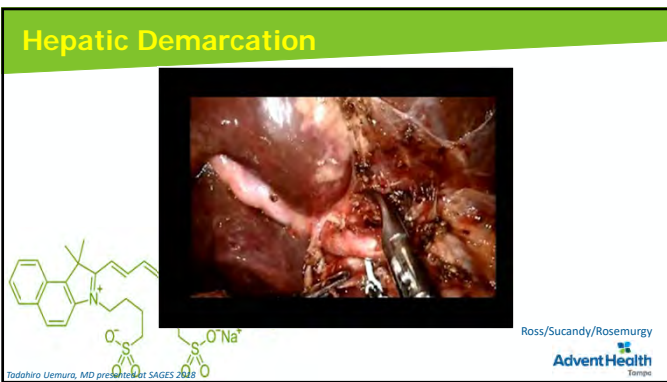 Hepatic Demarcation
N+
O- O-Na+
S S
O O O O
Ross/Sucandy/Rosemurgy
AdventHealth
Tampa
Tadahiro Uemura, MD presented at SAGES 2018